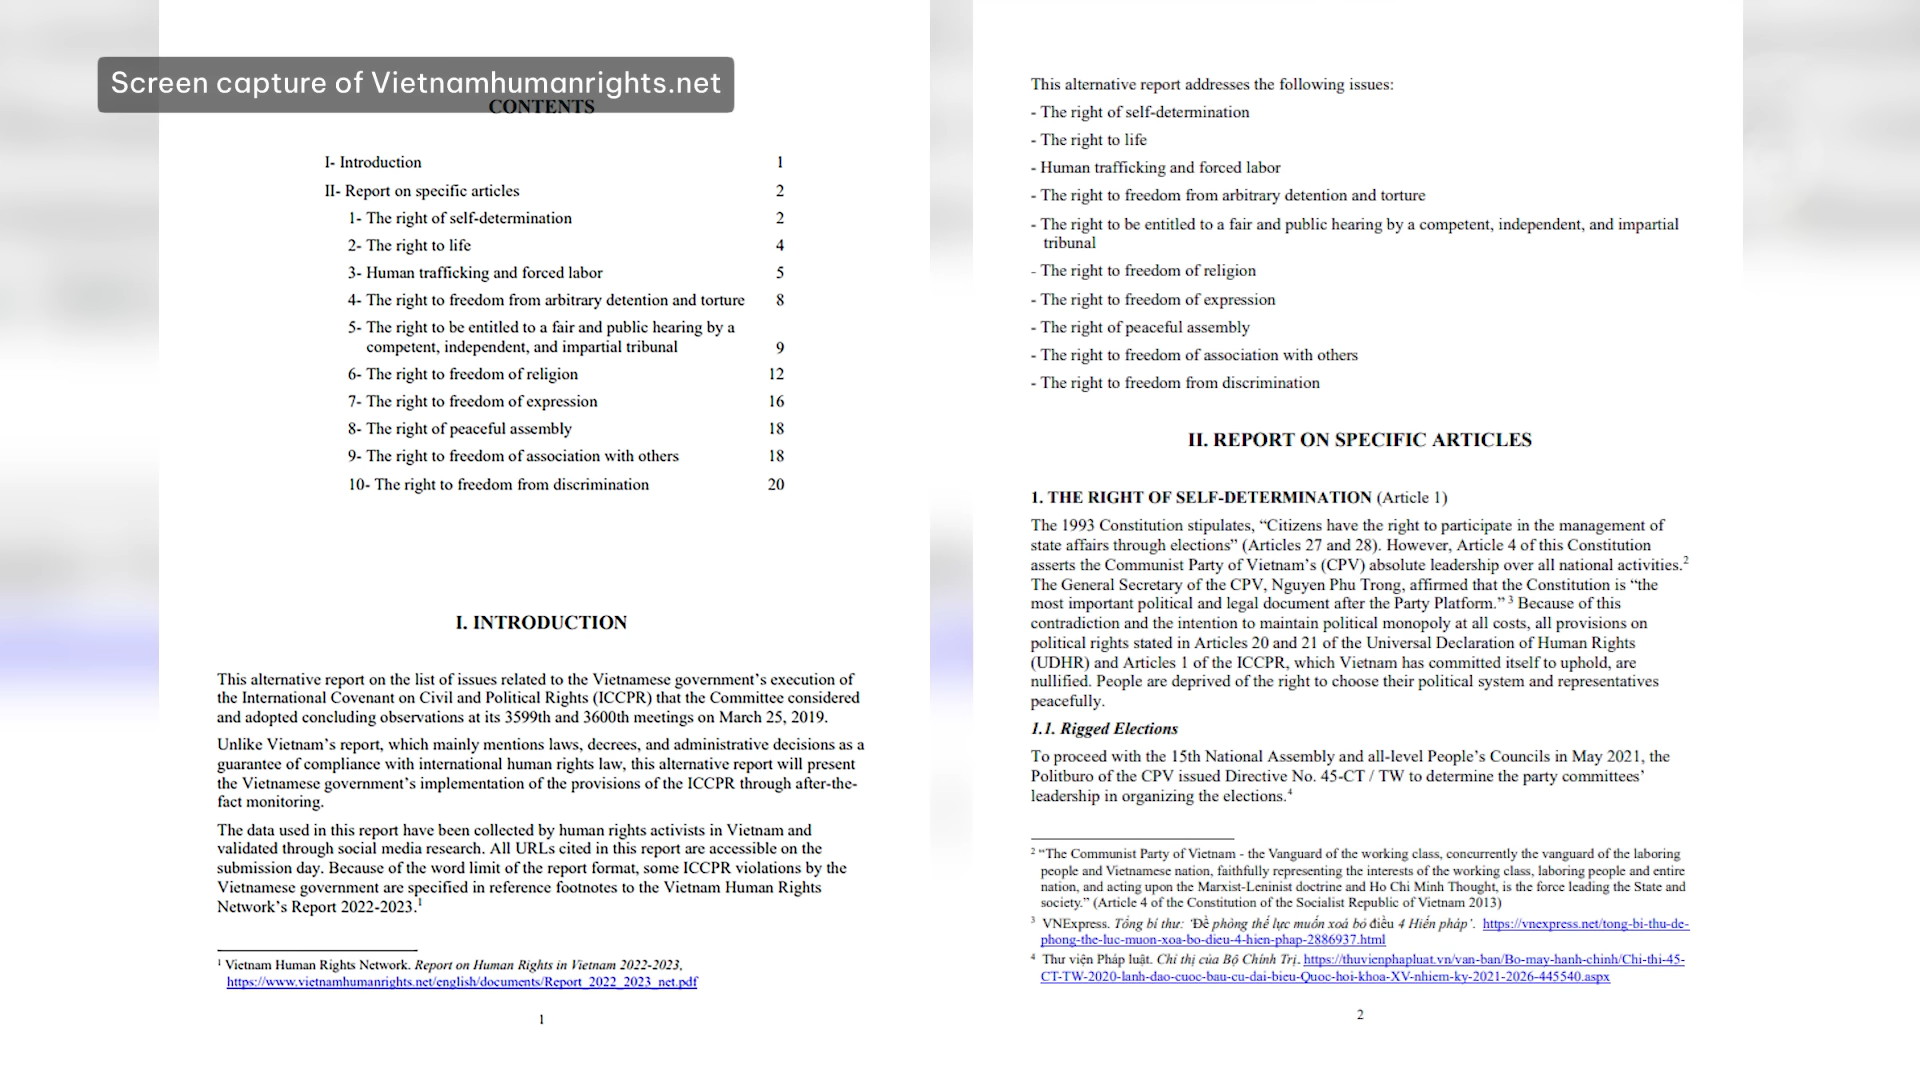 Screen capture of Vietnamhumanrights.net
CONTENTS
I- Introduction 1
II- Report on specific articles 2
1- The right of self-determination 2
2- The right to life 4
3- Human trafficking and forced labor 5
4- The right to freedom from arbitrary detention and torture 8
5- The right to be entitled to a fair and public hearing by a
competent, independent, and impartial tribunal 9
6- The right to freedom of religion 12
7- The right to freedom of expression 16
8- The right of peaceful assembly 18
9- The right to freedom of association with others 18
10- The right to freedom from discrimination 20
I. INTRODUCTION
This alternative report on the list of issues related to the Vietnamese government's execution of
the International Covenant on Civil and Political Rights (ICCPR) that the Committee considered
and adopted concluding observations at its 3599th and 3600th meetings on March 25, 2019.
Unlike Vietnam's report, which mainly mentions laws, decrees, and administrative decisions as a
guarantee of compliance with international human rights law, this alternative report will present
the Vietnamese government's implementation of the provisions of the ICCPR through after-the-
fact monitoring.
The data used in this report have been collected by human rights activists in Vietnam and
validated through social media research. All URLs cited in this report are accessible on the
submission day. Because of the word limit of the report format, some ICCPR violations by the
Vietnamese government are specified in reference footnotes to the Vietnam Human Rights
Network's Report 2022-2023.1
1 Vietnam Human Rights Network. Report on Human Rights in Vietnam 2022-2023,
https://www.vietnamhumanrights.net/english/documents/Report_2022_2023_net.pdf
1
This alternative report addresses the following issues:
- The right of self-determination
- The right to life
- Human trafficking and forced labor
- The right to freedom from arbitrary detention and torture
- The right to be entitled to a fair and public hearing by a competent, independent, and impartial
tribunal
- The right to freedom of religion
- The right to freedom of expression
- The right of peaceful assembly
- The right to freedom of association with others
- The right to freedom from discrimination
II. REPORT ON SPECIFIC ARTICLES
1. THE RIGHT OF SELF-DETERMINATION (Article 1)
The 1993 Constitution stipulates, “Citizens have the right to participate in the management of
state affairs through elections” (Articles 27 and 28). However, Article 4 of this Constitution
asserts the Communist Party of Vietnam's (CPV) absolute leadership over all national activities.2
The General Secretary of the CPV, Nguyen Phu Trong, affirmed that the Constitution is “the
most important political and legal document after the Party Platform.” 3 Because of this
contradiction and the intention to maintain political monopoly at all costs, all provisions on
political rights stated in Articles 20 and 21 of the Universal Declaration of Human Rights
(UDHR) and Articles 1 of the ICCPR, which Vietnam has committed itself to uphold, are
nullified. People are deprived of the right to choose their political system and representatives
peacefully.
1.1. Rigged Elections
To proceed with the 15th National Assembly and all-level People's Councils in May 2021, the
Politburo of the CPV issued Directive No. 45-CT / TW to determine the party committees'
leadership in organizing the elections.4
2 “The Communist Party of Vietnam - the Vanguard of the working class, concurrently the vanguard of the laboring
people and Vietnamese nation, faithfully representing the interests of the working class, laboring people and entire
nation, and acting upon the Marxist-Leninist doctrine and Ho Chi Minh Thought, is the force leading the State and
society.” (Article 4 of the Constitution of the Socialist Republic of Vietnam 2013)
3 VNExpress. Tổng bí thư: 'Đề phòng thế lực muốn xoá bỏ điều 4 Hiến pháp'. https://vnexpress.net/tong-bi-thu-de-
phong-the-luc-muon-xoa-bo-dieu-4-hien-phap-2886937.html
4 Thư viện Pháp luật. Chỉ thị của Bộ Chính Trị. https://thuvienphapluat.vn/van-ban/Bo-may-hanh-chinh/Chi-thi-45-
CT-TW-2020-lanh-dao-cuoc-bau-cu-dai-bieu-Quoc-hoi-khoa-XV-nhiem-ky-2021-2026-445540.aspx
2